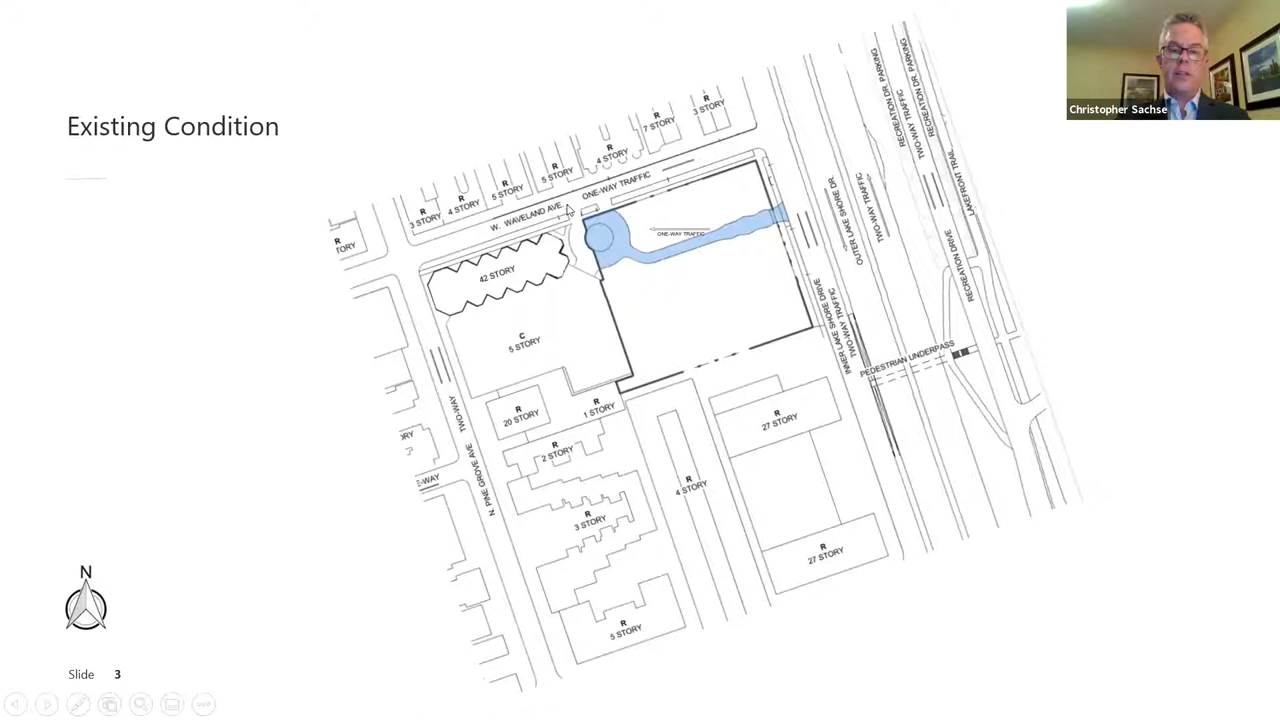 Existing Condition
Christopher Sachse
R
3 STORY
R
4 STORY
R
5 STORY
R
5 STORY
R
4 STORY
R
7 STORY
R
3 STORY
R
TORY
W. WAVELAND AVE.
ONE-WAY TRAFFIC
ONE-WAY TRAFFIC
42 STORY
C
5 STORY
R
20 STORY
R
1 STORY
R
2 STORY
R
3 STORY
R
5 STORY
R
4 STORY
R
27 STORY
R
27 STORY
TWO-WAY
N. PINE GROVE AVE.
E-WAY
ORY
INNER LAKE SHORE DRIVE
TWO-WAY TRAFFIC
OUTER LAKE SHORE DR.
TWO-WAY TRAFFIC
RECREATION DR. PARKING
TWO-WAY TRAFFIC
RECREATION DR. PARKING
LAKEFRONT TRAIL
RECREATION DRIVE
PEDESTRIAN UNDERPASS
N
Slide 3